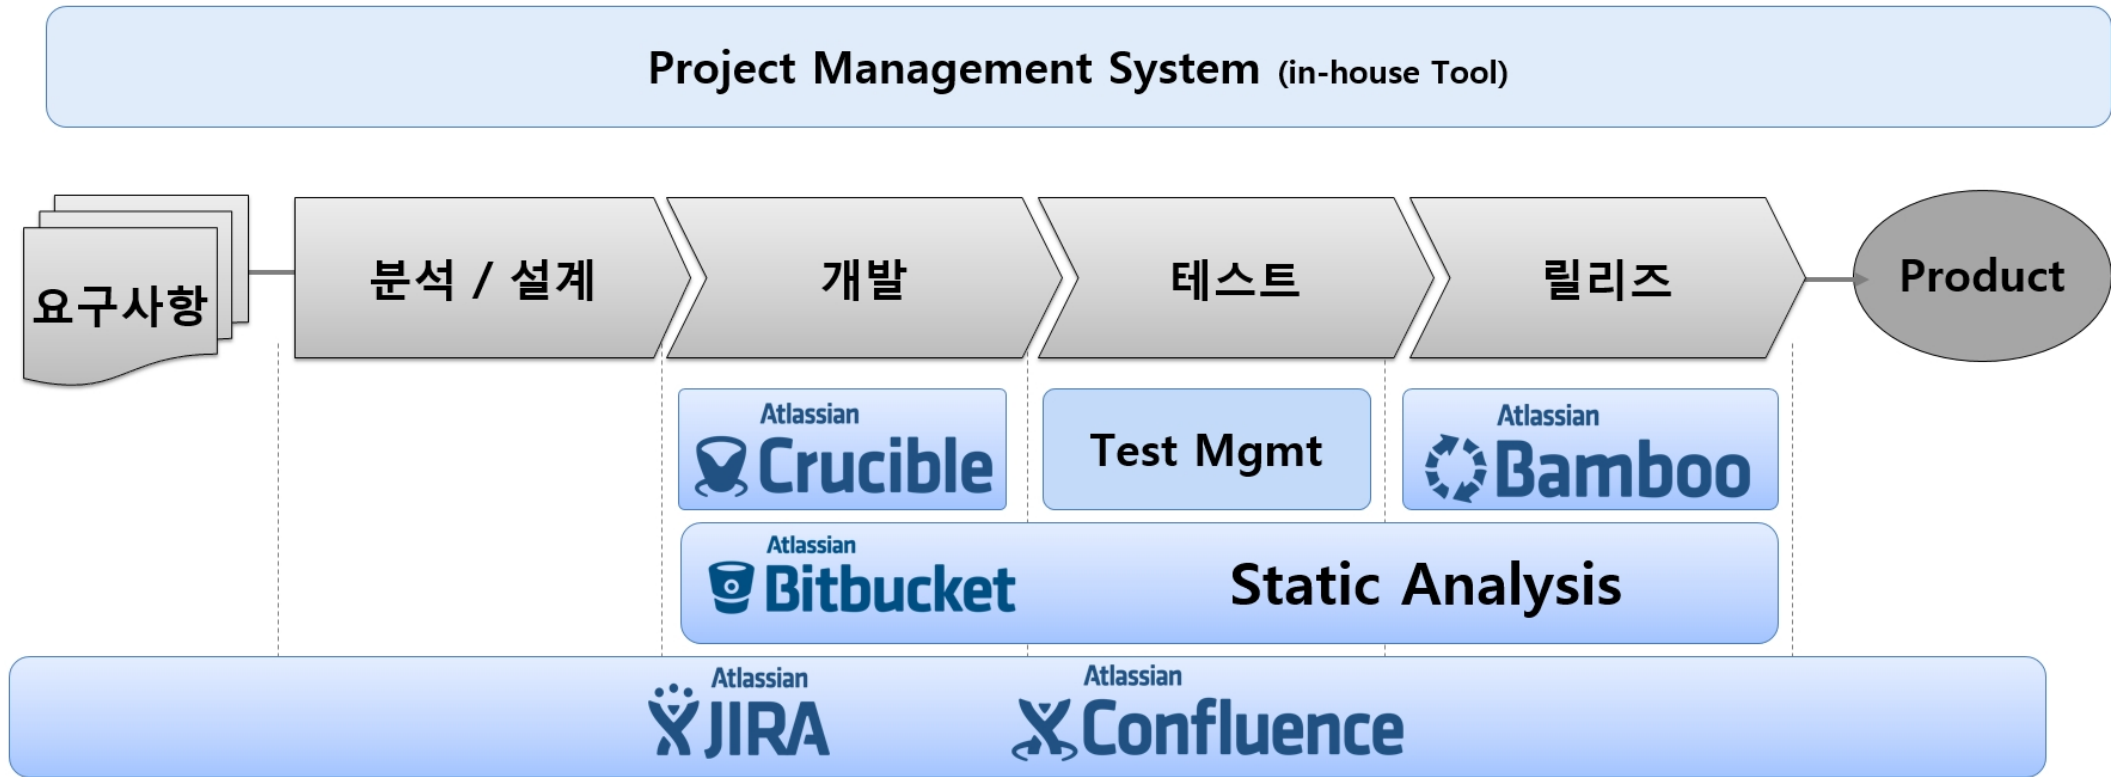 Project Management System (in-house Tool)
요구사항
분석 / 설계
개발
테스트
릴리즈
Product
Atlassian
Crucible
Test Mgmt
Atlassian
Bamboo
Atlassian
Bitbucket
Static Analysis
Atlassian
JIRA
Atlassian
Confluence